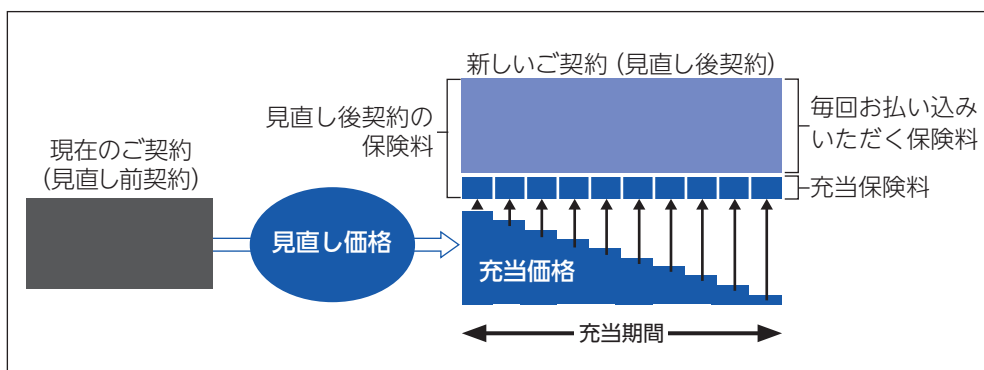 新しいご契約（見直し後契約）
見直し後契約の
保険料
毎回お払い込み
いただく保険料
現在のご契約
（見直し前契約）
充当保険料
見直し価格
充当価格
充当期間